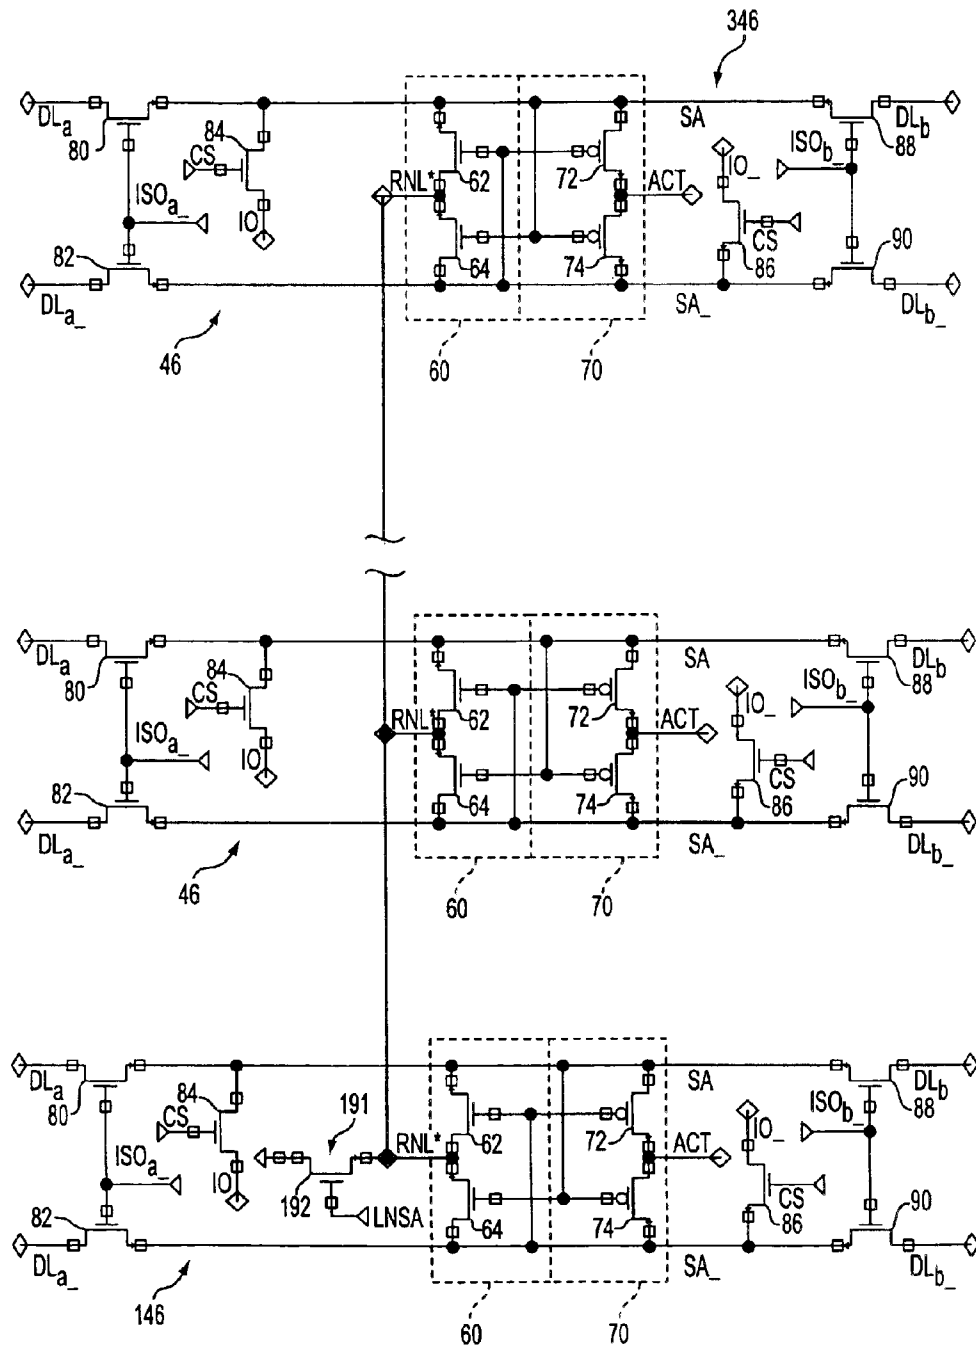 346
DLa
80
84
CS
ISOa_
IO
RNL*
62
72
ACT
SA
IO_
ISOb_
88
DLb
82
DLa_
64
74
CS
86
90
SA_
DLb_
46
60
70
DLa
80
84
CS
ISOa_
IO
RNL*
62
72
ACT
SA
IO_
ISOb_
88
DLb
82
DLa_
64
74
CS
86
90
SA_
DLb_
46
60
70
DLa
80
84
CS
191
ISOa_
IO
RNL*
62
72
ACT
SA
IO_
ISOb_
88
DLb
82
DLa_
192
LNSA
64
74
CS
86
90
SA_
DLb_
146
60
70